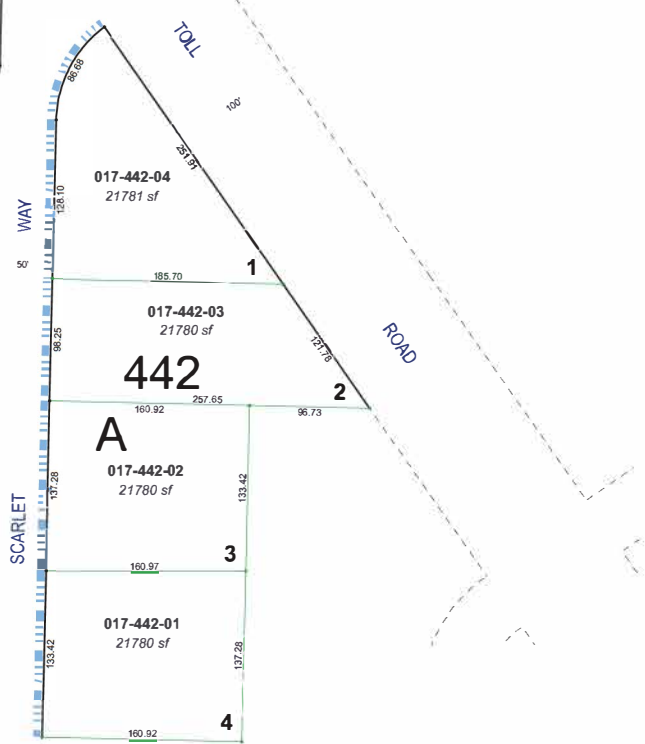 TOLL
86.68
100'
251.91
017-442-04
21781 sf
128.10
WAY
50'
1
185.70
017-442-03
21780 sf
98.25
121.78
ROAD
442
2
257.65
160.92
96.73
A
017-442-02
21780 sf
137.28
133.42
SCARLET
3
160.97
017-442-01
21780 sf
133.42
137.28
4
160.92